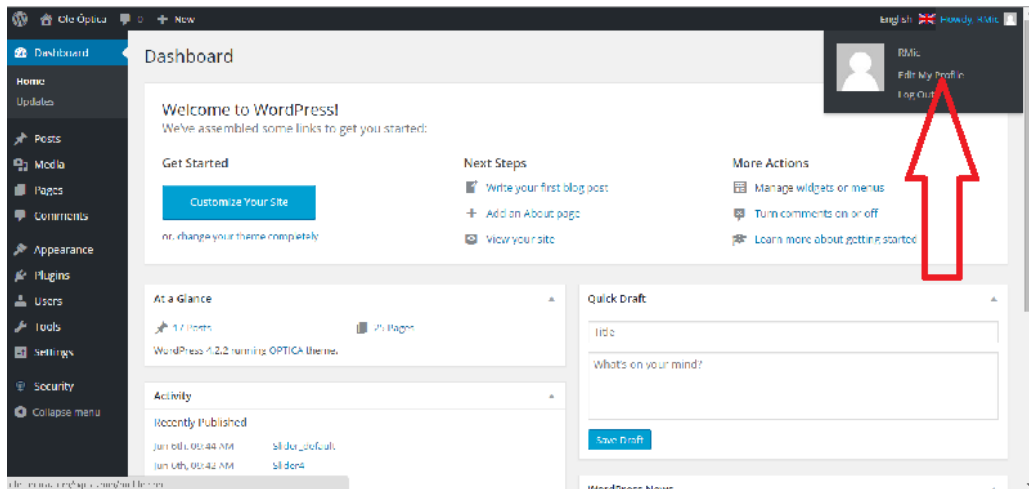 Ole Óptica 0 + New
English Howdy, RMic
RMic
Edit My Profile
Log Out
Dashboard
Home
Updates
Posts
Media
Pages
Comments
Appearance
Plugins
Users
Tools
Settings
Security
Collapse menu
Dashboard
Welcome to WordPress!
We've assembled some links to get you started:
Get Started
Customize Your Site
or, change your theme completely
Next Steps
Write your first blog post
Add an About page
View your site
More Actions
Manage widgets or menus
Turn comments on or off
Learn more about getting started
At a Glance
17 Posts
25 Pages
WordPress 4.2.2 running OPTICA theme.
Activity
Recently Published
Jun 6th, 09:44 AM Slider_default
Jun 6th, 09:42 AM Slider4
Quick Draft
Title
What's on your mind?
Save Draft
WordPress News